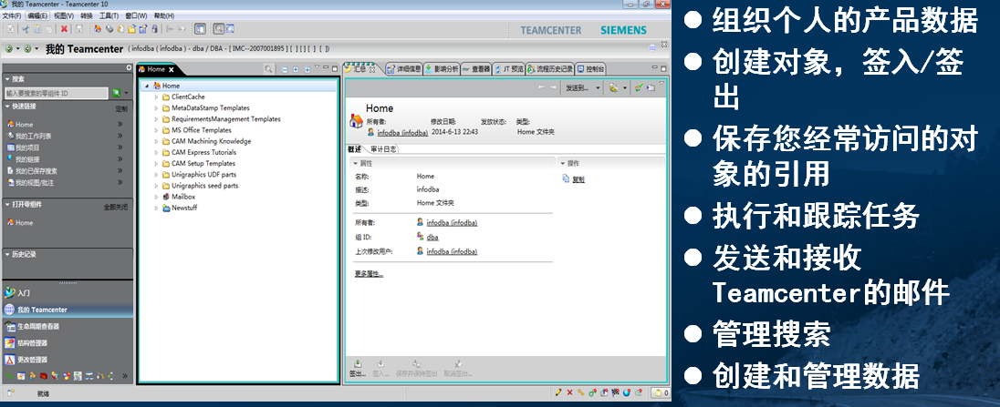 我的 Teamcenter - Teamcenter 10
文件(F) 编辑(E) 视图(V) 转换 工具(T) 窗口(W) 帮助(H)
TEAMCENTER SIEMENS
我的 Teamcenter ( infodba ( infodba ) - dba / DBA - [ IMC--2007001895 ] [ ] [ ] [ ] [ ] )
搜索
输入要搜索的零组件 ID
快速链接 定制
Home
我的工作列表
我的项目
我的链接
我的已保存搜索
我的视图/批注
打开零组件 全部关闭
Home
历史记录
入门
我的 Teamcenter
生命周期查看器
结构管理器
更改管理器
就绪
Home
Home
ClientCache
MetaDataStamp Templates
RequirementsManagement Templates
MS Office Templates
CAM Machining Knowledge
CAM Express Tutorials
CAM Setup Templates
Unigraphics UDF parts
Unigraphics seed parts
Mailbox
Newstuff
汇总 详细信息 影响分析 查看器 JT 预览 流程历史记录 控制台
发送到...
Home
所有者: 修改日期: 发放状态: 类型:
infodba (infodba) 2014-6-13 22:43 Home 文件夹
概述 审计日志
属性 操作
名称: Home 复制
描述: infodba
类型: Home 文件夹
所有者: infodba (infodba)
组 ID: dba
上次修改用户: infodba (infodba)
更多属性...
签出... 签入... 保存并保持签出 取消签出...
0
● 组织个人的产品数据
● 创建对象，签入/签
出
● 保存您经常访问的对
象的引用
● 执行和跟踪任务
● 发送和接收
Teamcenter的邮件
● 管理搜索
● 创建和管理数据